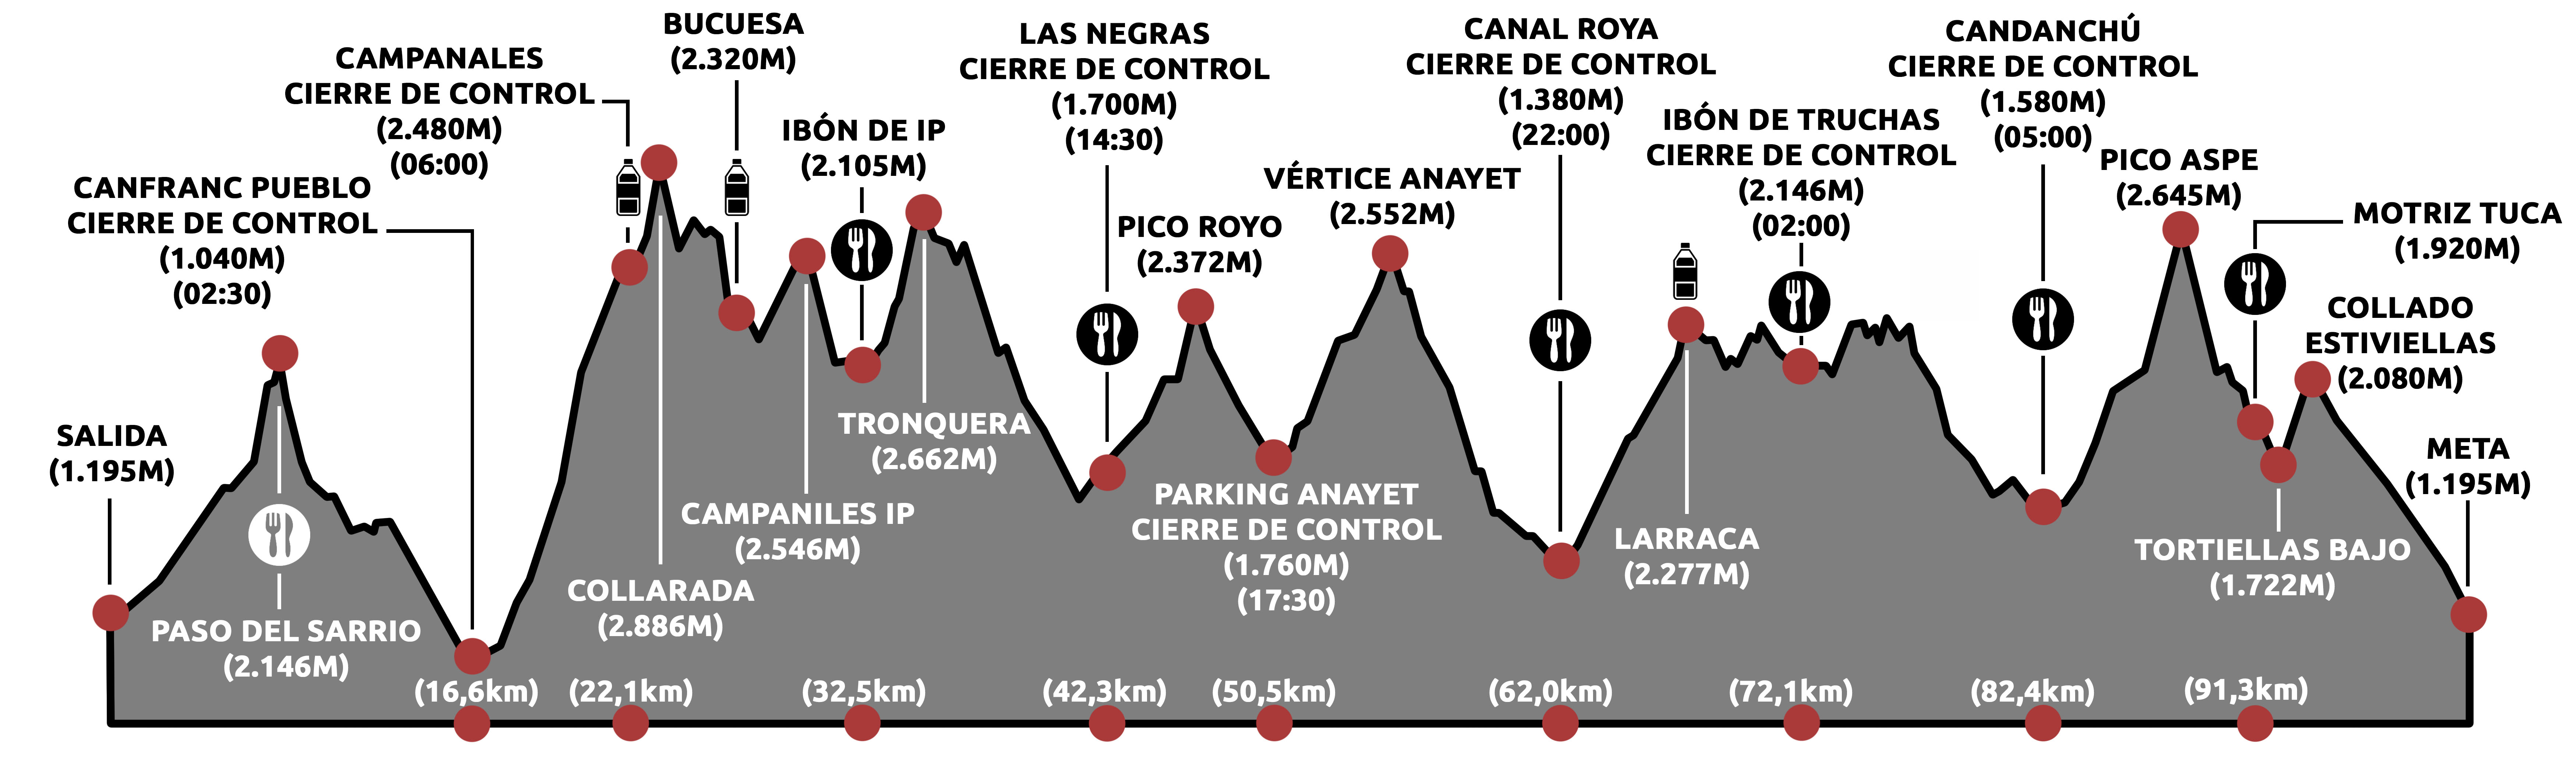 SALIDA
(1.195M)
CANFRANC PUEBLO
CIERRE DE CONTROL
(1.040M)
(02:30)
PASO DEL SARRIO
(2.146M)
CAMPANALES
CIERRE DE CONTROL
(2.480M)
(06:00)
COLLARADA
(2.886M)
BUCUESA
(2.320M)
CAMPANILES IP
(2.546M)
IBÓN DE IP
(2.105M)
TRONQUERA
(2.662M)
LAS NEGRAS
CIERRE DE CONTROL
(1.700M)
(14:30)
PICO ROYO
(2.372M)
PARKING ANAYET
CIERRE DE CONTROL
(1.760M)
(17:30)
VÉRTICE ANAYET
(2.552M)
CANAL ROYA
CIERRE DE CONTROL
(1.380M)
(22:00)
LARRACA
(2.277M)
IBÓN DE TRUCHAS
CIERRE DE CONTROL
(2.146M)
(02:00)
CANDANCHÚ
CIERRE DE CONTROL
(1.580M)
(05:00)
PICO ASPE
(2.645M)
MOTRIZ TUCA
(1.920M)
TORTIELLAS BAJO
(1.722M)
COLLADO
ESTIVIELLAS
(2.080M)
META
(1.195M)
(16,6km)
(22,1km)
(32,5km)
(42,3km)
(50,5km)
(62,0km)
(72,1km)
(82,4km)
(91,3km)